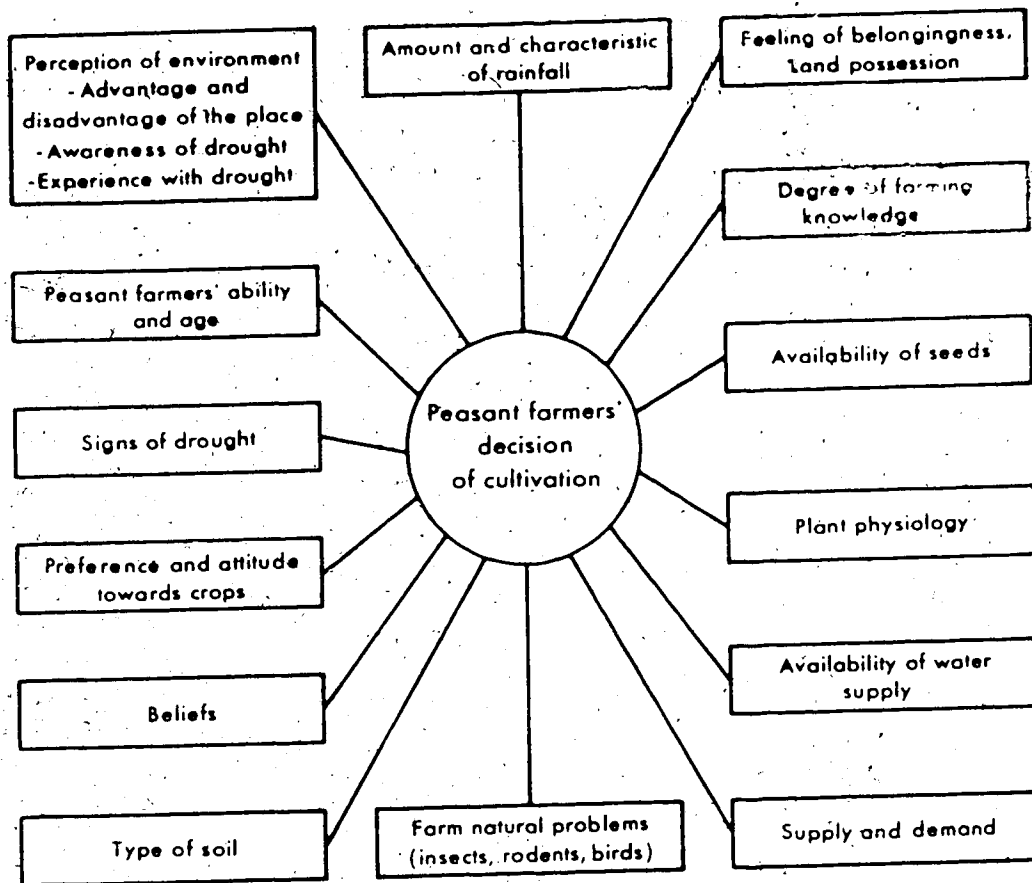 Perception of environment
- Advantage and
disadvantage of the place
- Awareness of drought
- Experience with drought
Amount and characteristic
of rainfall
Feeling of belongingness,
Land possession
Degree of farming
knowledge
Peasant farmers' ability
and age
Availability of seeds
Signs of drought
Peasant farmers'
decision
of cultivation
Plant physiology
Preference and attitude
towards crops
Availability of water
supply
Beliefs
Type of soil
Farm natural problems
(insects, rodents, birds)
Supply and demand